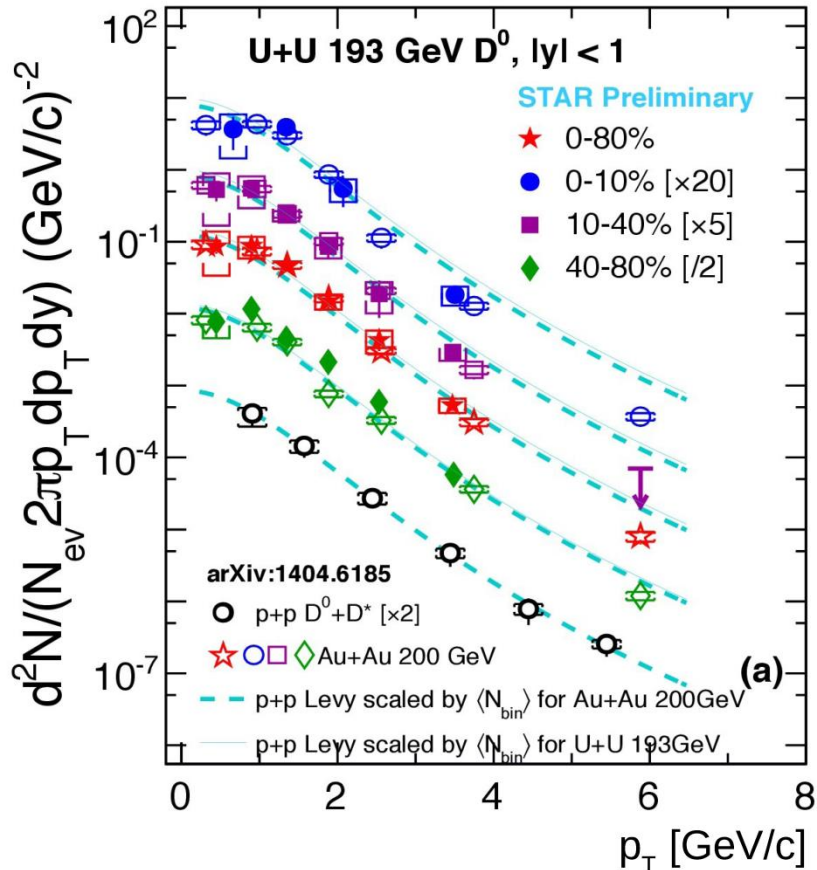 U+U 193 GeV D⁰, |y| < 1
STAR Preliminary
0-80%
0-10% [×20]
10-40% [×5]
40-80% [/2]
d²N/(N_ev 2πp_T dp_T dy) (GeV/c)⁻²
10²
10⁻¹
10⁻⁴
10⁻⁷
arXiv:1404.6185
p+p D⁰+D* [×2]
Au+Au 200 GeV
(a)
p+p Levy scaled by ⟨N_bin⟩ for Au+Au 200GeV
p+p Levy scaled by ⟨N_bin⟩ for U+U 193GeV
0 2 4 6 8
p_T [GeV/c]